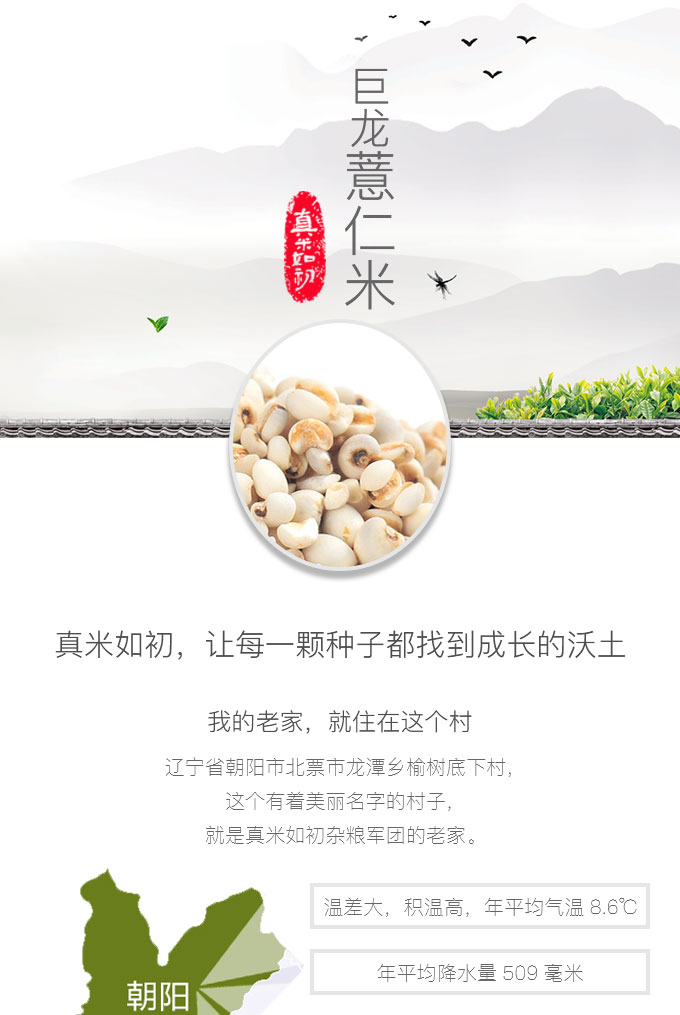 巨龙薏仁米
真米如初
真米如初，让每一颗种子都找到成长的沃土
我的老家，就住在这个村
辽宁省朝阳市北票市龙潭乡榆树底下村，
这个有着美丽名字的村子，
就是真米如初杂粮军团的老家。
温差大，积温高，年平均气温 8.6℃
年平均降水量 509 毫米
朝阳